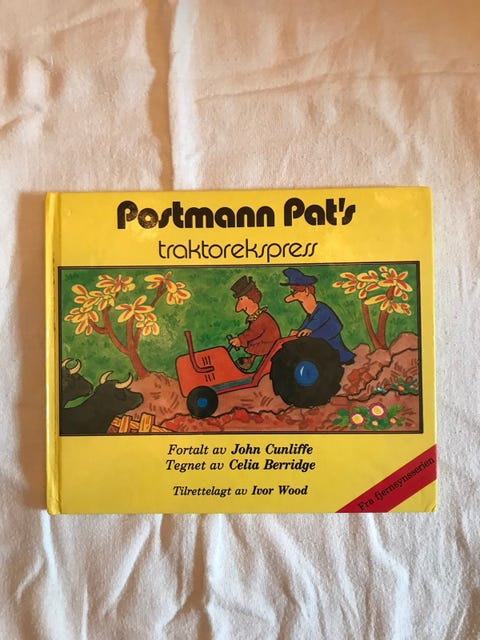 Postmann Pat's
traktorekspress
Fortalt av John Cunliffe
Tegnet av Celia Berridge
Tilrettelagt av Ivor Wood
Fra fjernsynsserien